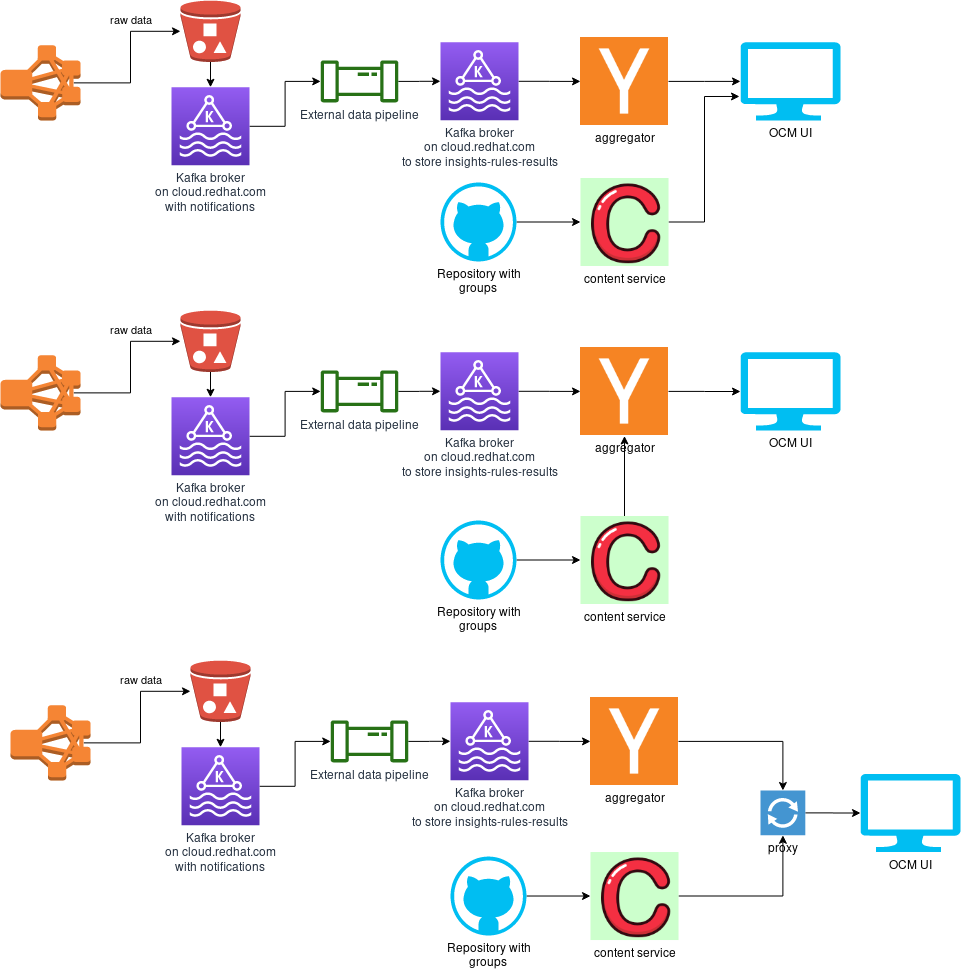 raw data
K
K
External data pipeline
Kafka broker
on cloud.redhat.com
with notifications
Kafka broker
on cloud.redhat.com
to store insights-rules-results
Y
aggregator
OCM UI
Repository with
groups
C
content service
raw data
K
K
External data pipeline
Kafka broker
on cloud.redhat.com
with notifications
Kafka broker
on cloud.redhat.com
to store insights-rules-results
Y
aggregator
OCM UI
Repository with
groups
C
content service
raw data
K
K
External data pipeline
Kafka broker
on cloud.redhat.com
with notifications
Kafka broker
on cloud.redhat.com
to store insights-rules-results
Y
aggregator
proxy
OCM UI
Repository with
groups
C
content service